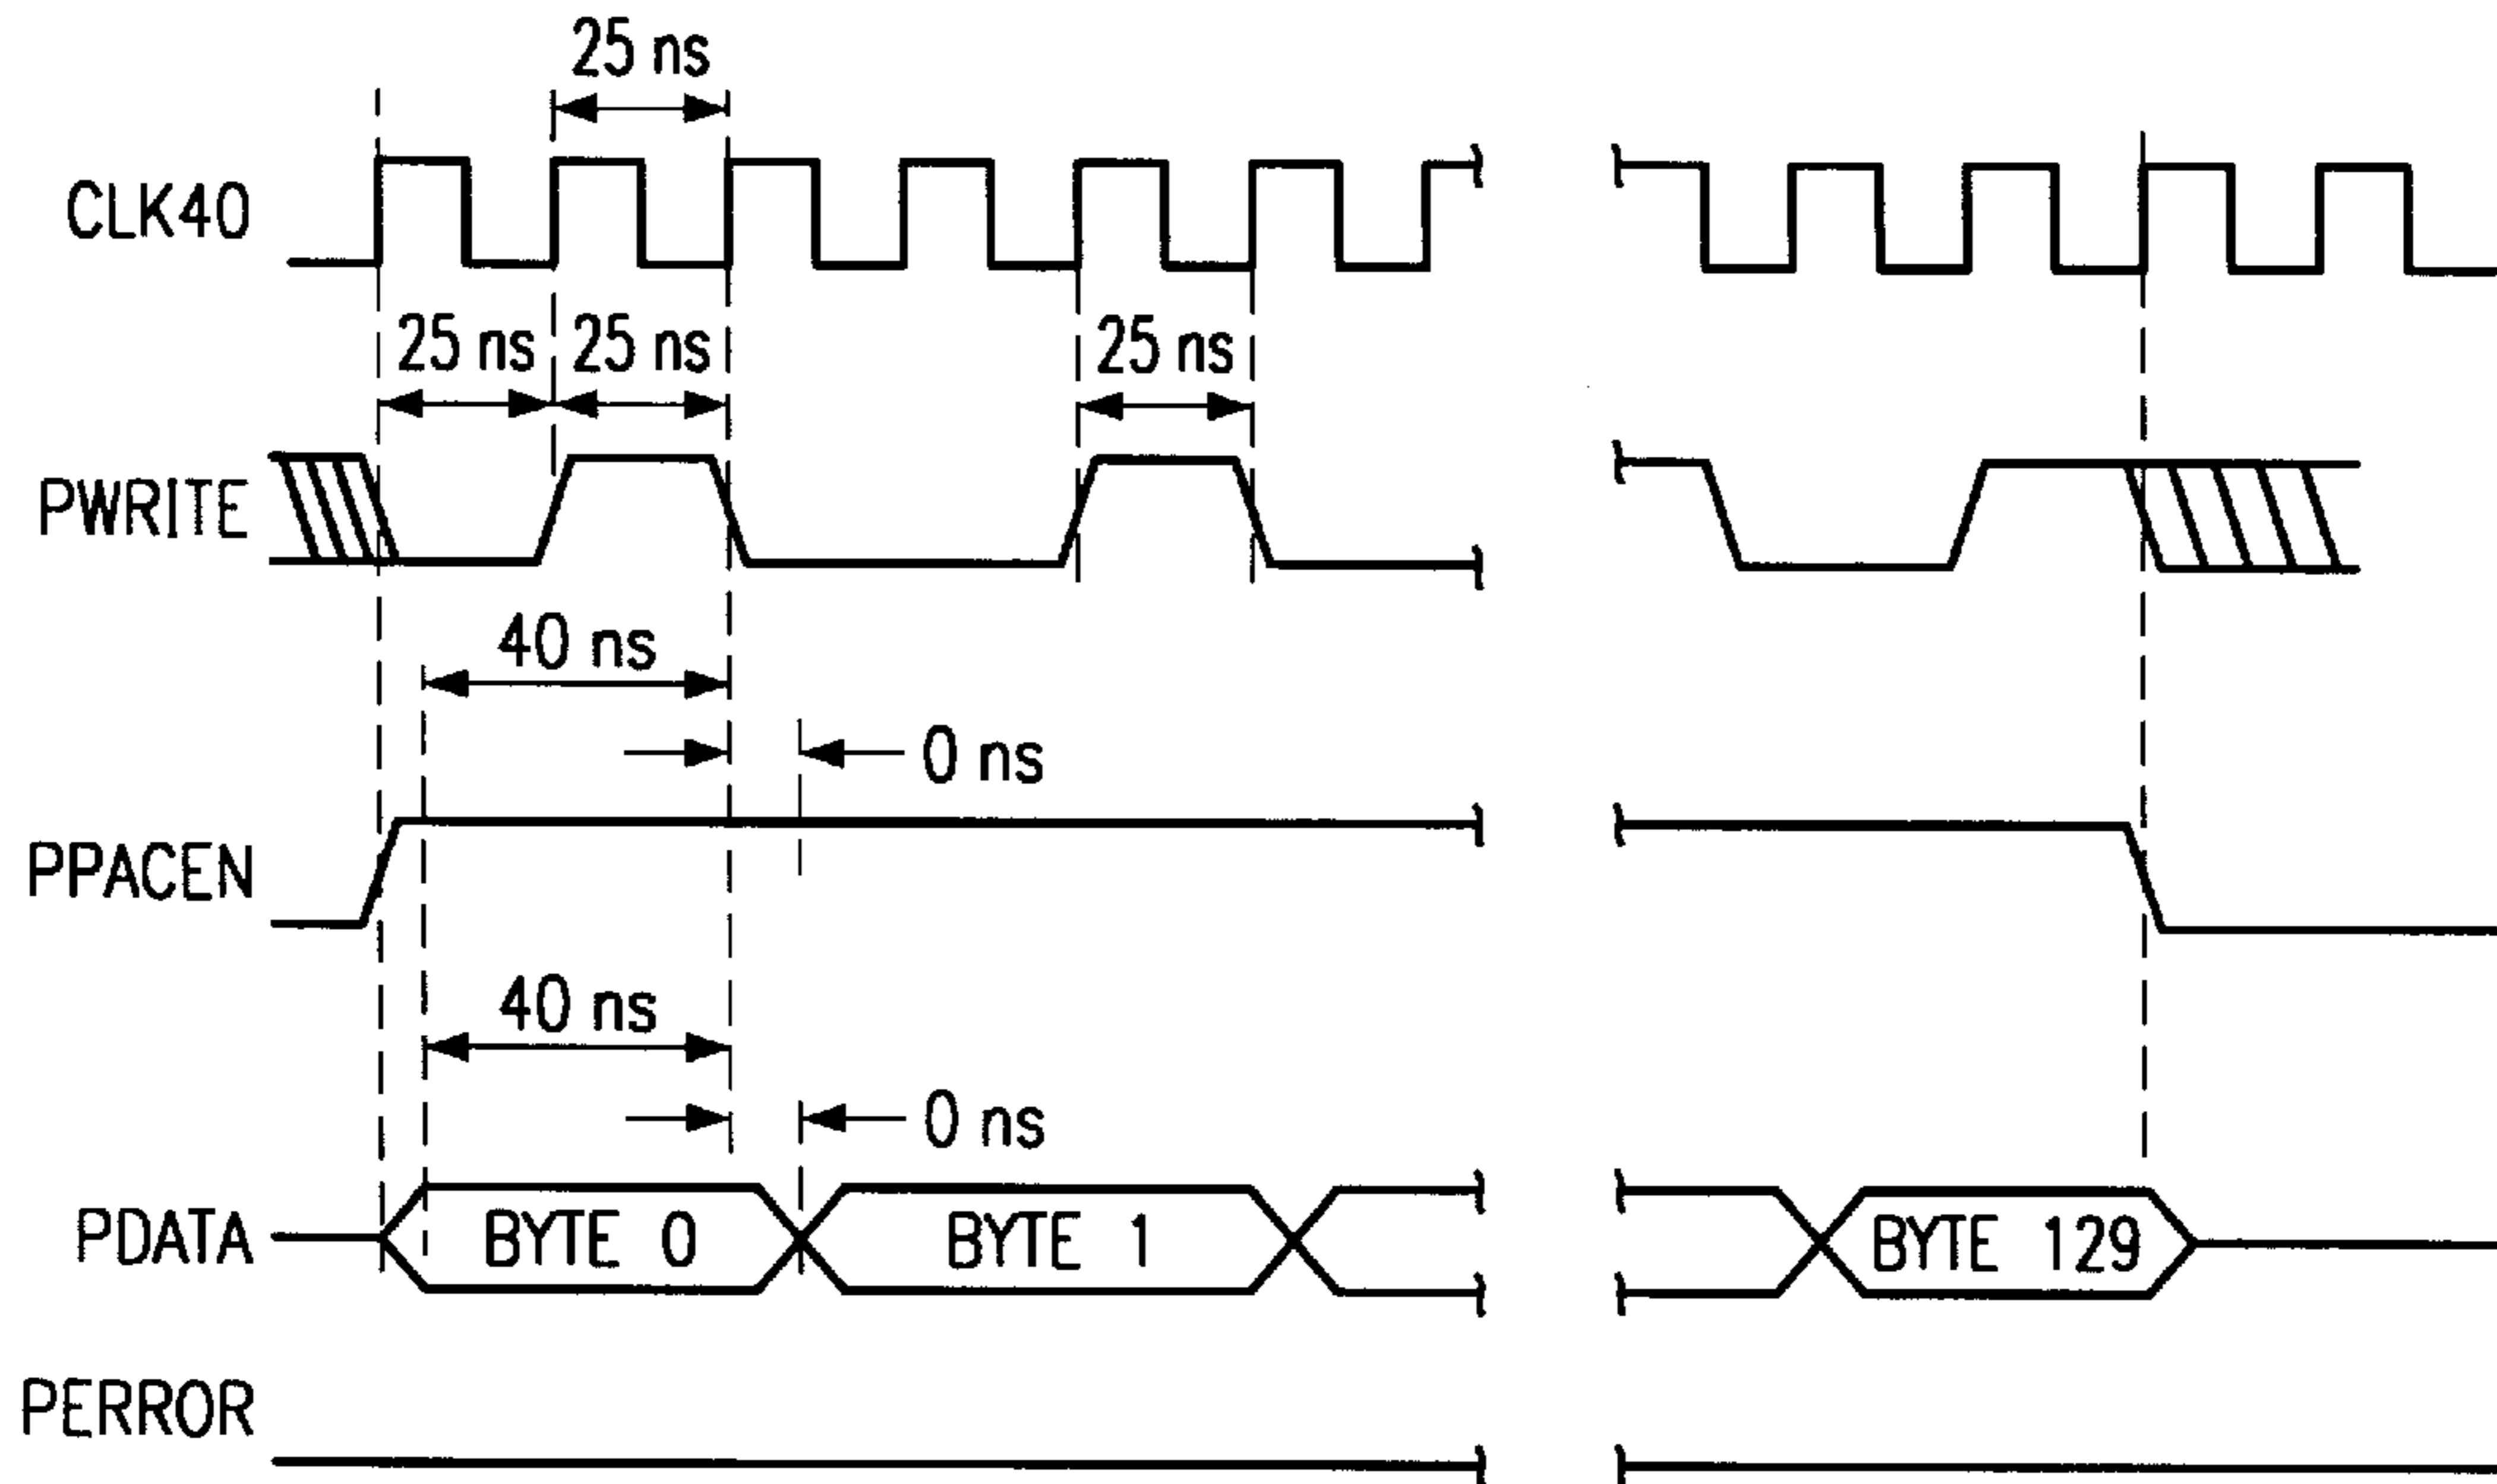 25 ns
CLK40
25 ns 25 ns 25 ns
PWRITE
40 ns
0 ns
PPACEN
40 ns
0 ns
PDATA BYTE 0 BYTE 1 BYTE 129
PERROR